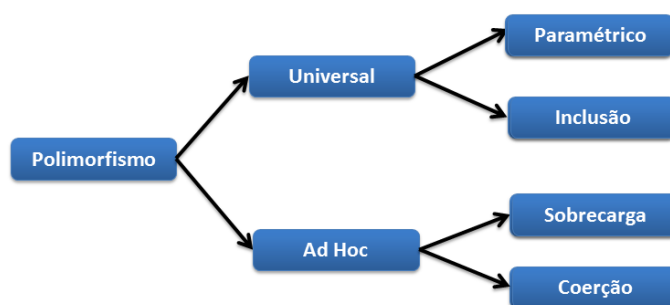 Polimorfismo
Universal
Paramétrico
Inclusão
Ad Hoc
Sobrecarga
Coerção